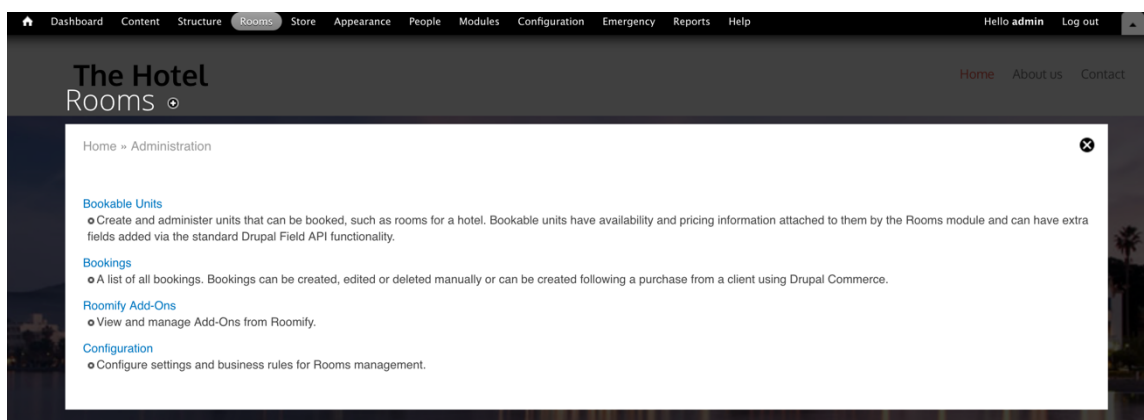 Dashboard Content Structure Rooms Store Appearance People Modules Configuration Emergency Reports Help Hello admin Log out
The Hotel
Home About us Contact
Rooms
Home » Administration
Bookable Units
Create and administer units that can be booked, such as rooms for a hotel. Bookable units have availability and pricing information attached to them by the Rooms module and can have extra
fields added via the standard Drupal Field API functionality.
Bookings
A list of all bookings. Bookings can be created, edited or deleted manually or can be created following a purchase from a client using Drupal Commerce.
Roomify Add-Ons
View and manage Add-Ons from Roomify.
Configuration
Configure settings and business rules for Rooms management.